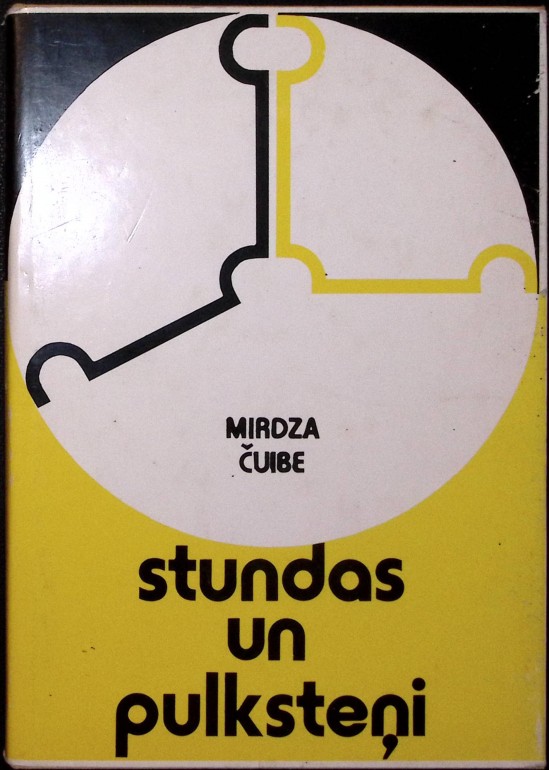 MIRDZA
ČUIBE
stundas
un
pulksteņi